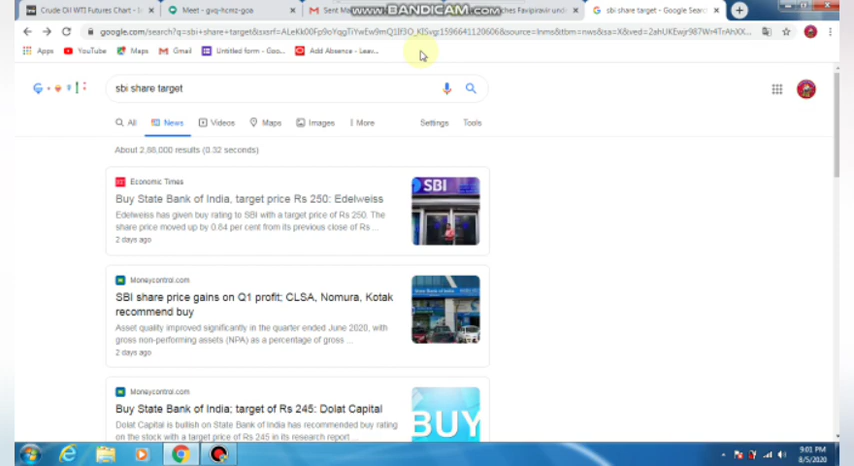 Crude Oil WTI Futures Chart - I
Meet - gvq-hcmz-goo
Sent Ma
www.BANDICAM.com
ches Favipiravir und
sbi share target - Google Search
Apps
YouTube
Maps
Gmail
Untitled form - Goo...
Add Absence - Leav...
sbi share target
All
News
Videos
Maps
Images
More
Settings
Tools
About 2,88,000 results (0.32 seconds)
Economic Times
Buy State Bank of India, target price Rs 250: Edelweiss
Edelweiss has given buy rating to SBI with a target price of Rs 250. The
share price moved up by 0.64 per cent from its previous close of Rs ...
2 days ago
SBI
Moneycontrol.com
SBI share price gains on Q1 profit; CLSA, Nomura, Kotak
recommend buy
Asset quality improved significantly in the quarter ended June 2020, with
gross non-performing assets (NPA) as a percentage of gross ...
2 days ago
Moneycontrol.com
Buy State Bank of India; target of Rs 245: Dolat Capital
Dolat Capital is bullish on State Bank of India has recommended buy rating
on the stock with a target price of Rs 245 in its research report ...
BUY
9:01 PM
8/5/2020